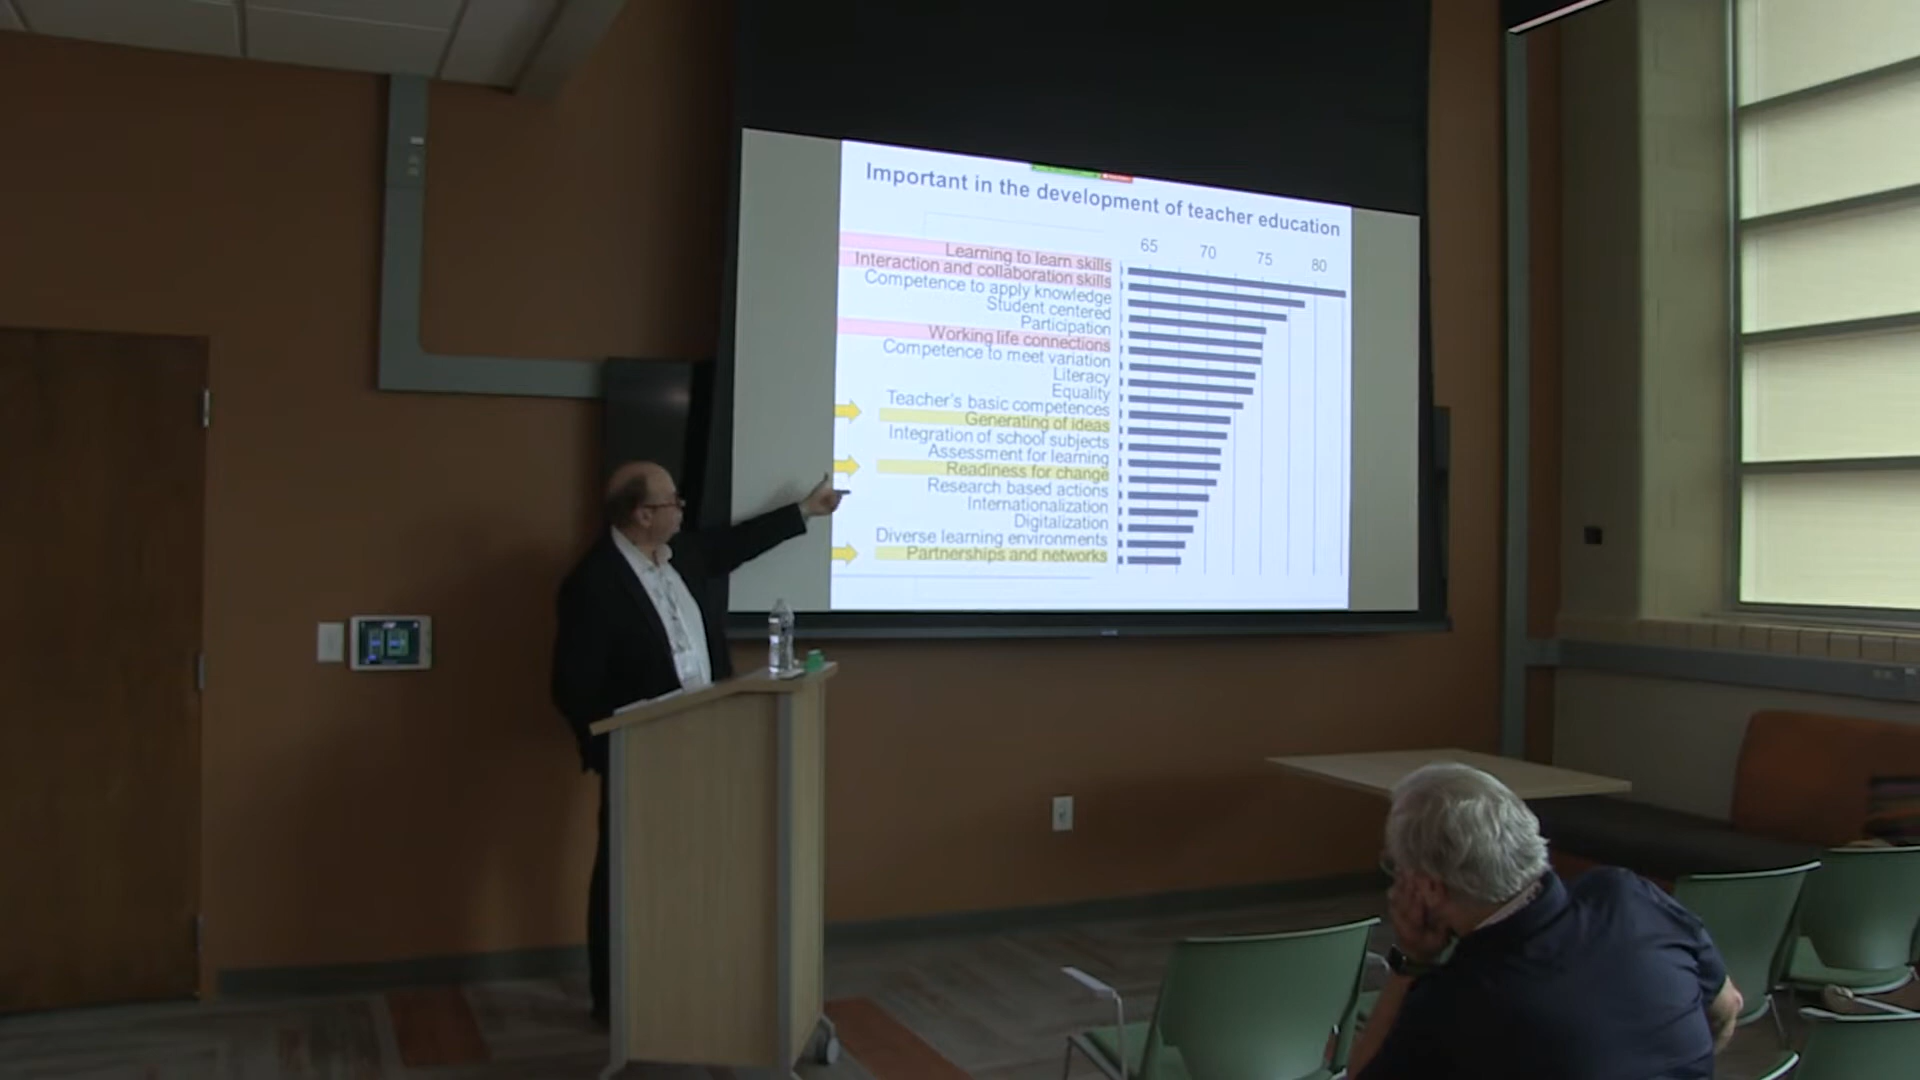 Important in the development of teacher education
65 70 75 80
Learning to learn skills
Interaction and collaboration skills
Competence to apply knowledge
Student centered
Participation
Working life connections
Competence to meet variation
Literacy
Equality
Teacher's basic competences
Generating of ideas
Integration of school subjects
Assessment for learning
Readiness for change
Research based actions
Internationalization
Digitalization
Diverse learning environments
Partnerships and networks